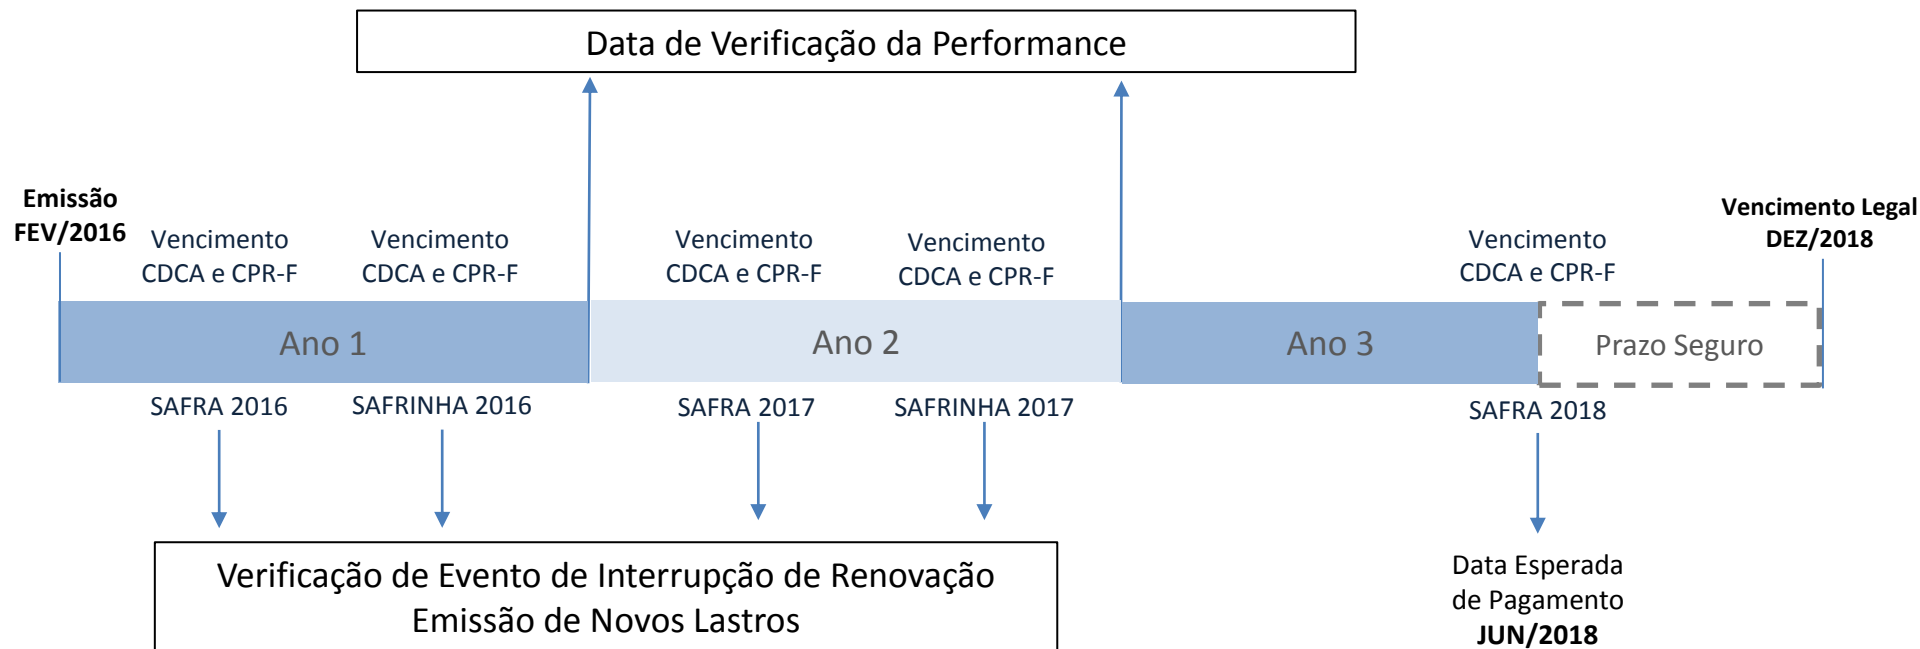 Data de Verificação da Performance
Emissão
FEV/2016
Vencimento
CDCA e CPR-F
Vencimento
CDCA e CPR-F
Vencimento
CDCA e CPR-F
Vencimento
CDCA e CPR-F
Vencimento
CDCA e CPR-F
Vencimento Legal
DEZ/2018
Ano 1
Ano 2
Ano 3
Prazo Seguro
SAFRA 2016
SAFRINHA 2016
SAFRA 2017
SAFRINHA 2017
SAFRA 2018
Verificação de Evento de Interrupção de Renovação
Emissão de Novos Lastros
Data Esperada
de Pagamento
JUN/2018